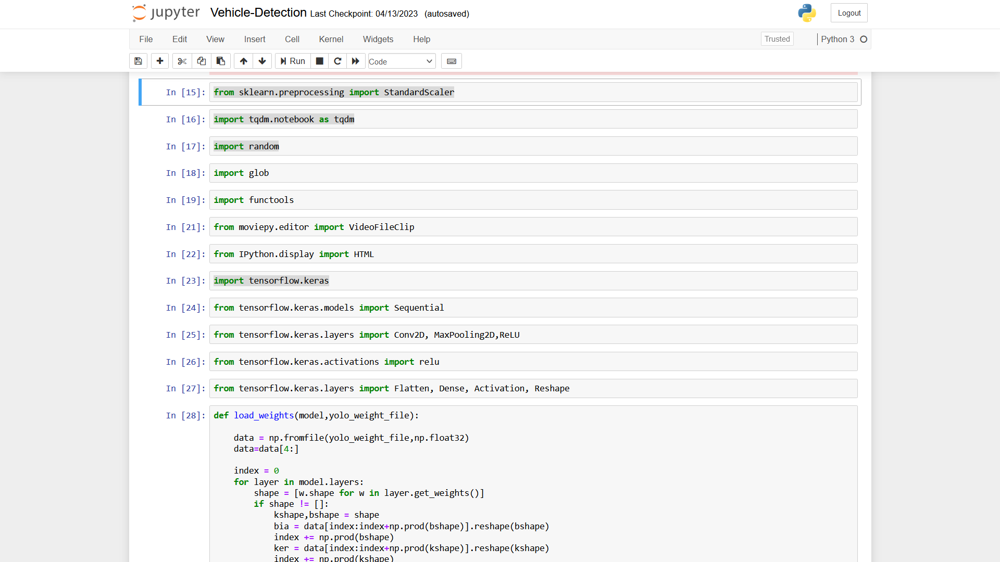 jupyter Vehicle-Detection Last Checkpoint: 04/13/2023 (autosaved) Logout
File Edit View Insert Cell Kernel Widgets Help Trusted Python 3
Run Code
In [15]: from sklearn.preprocessing import StandardScaler
In [16]: import tqdm.notebook as tqdm
In [17]: import random
In [18]: import glob
In [19]: import functools
In [21]: from moviepy.editor import VideoFileClip
In [22]: from IPython.display import HTML
In [23]: import tensorflow.keras
In [24]: from tensorflow.keras.models import Sequential
In [25]: from tensorflow.keras.layers import Conv2D, MaxPooling2D,ReLU
In [26]: from tensorflow.keras.activations import relu
In [27]: from tensorflow.keras.layers import Flatten, Dense, Activation, Reshape
In [28]: def load_weights(model,yolo_weight_file):
data = np.fromfile(yolo_weight_file,np.float32)
data=data[4:]
index = 0
for layer in model.layers:
shape = [w.shape for w in layer.get_weights()]
if shape != []:
kshape,bshape = shape
bia = data[index:index+np.prod(bshape)].reshape(bshape)
index += np.prod(bshape)
ker = data[index:index+np.prod(kshape)].reshape(kshape)
index += np.prod(kshape)